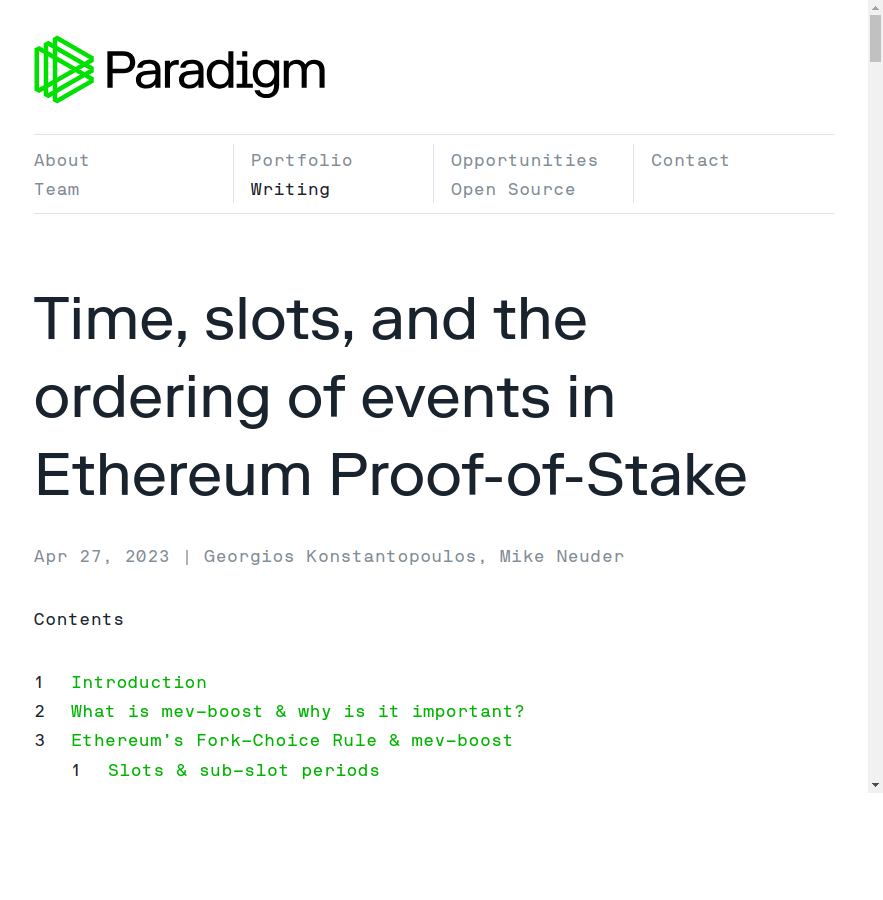 Paradigm
About
Team
Portfolio
Writing
Opportunities
Open Source
Contact
Time, slots, and the
ordering of events in
Ethereum Proof-of-Stake
Apr 27, 2023 | Georgios Konstantopoulos, Mike Neuder
Contents
1 Introduction
2 What is mev-boost & why is it important?
3 Ethereum's Fork-Choice Rule & mev-boost
1 Slots & sub-slot periods